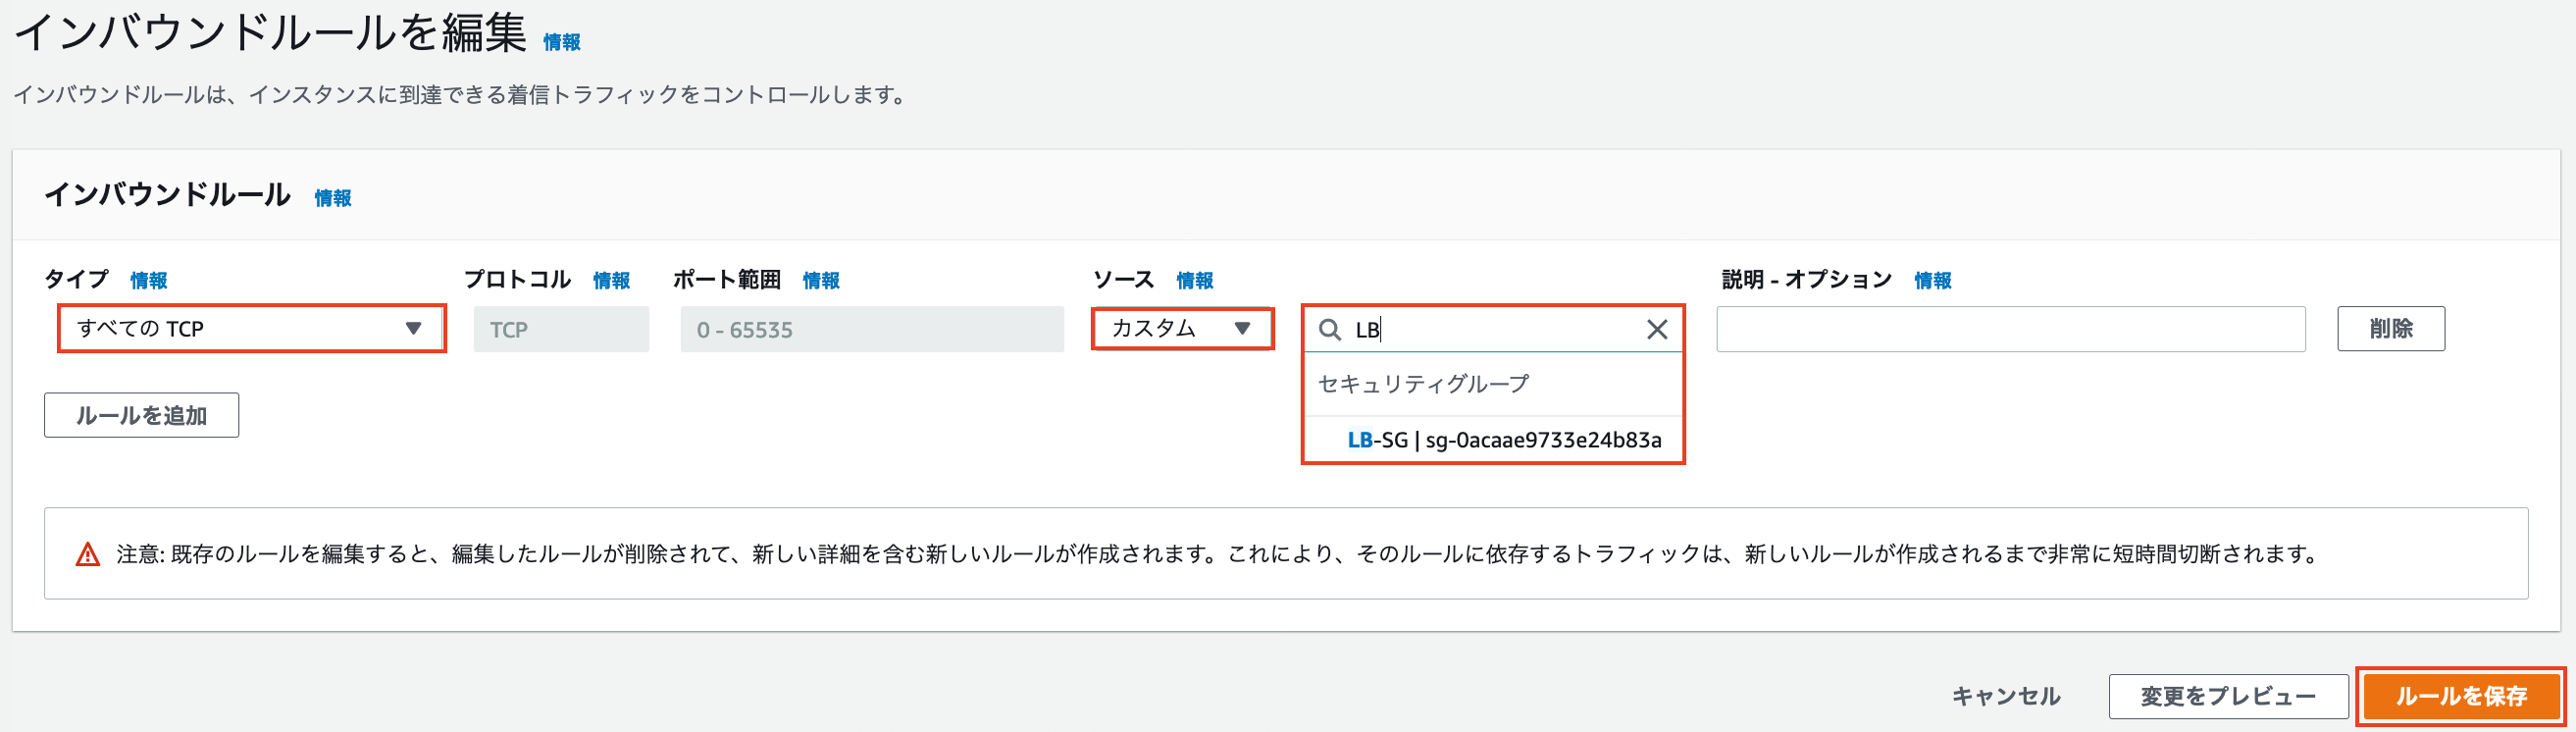 インバウンドルールを編集 情報
インバウンドルールは、インスタンスに到達できる着信トラフィックをコントロールします。
インバウンドルール 情報
タイプ 情報 プロトコル 情報 ポート範囲 情報 ソース 情報 説明 - オプション 情報
すべての TCP TCP 0 - 65535 カスタム LB 削除
セキュリティグループ
ルールを追加
LB-SG | sg-0acaae9733e24b83a
注意: 既存のルールを編集すると、編集したルールが削除されて、新しい詳細を含む新しいルールが作成されます。これにより、そのルールに依存するトラフィックは、新しいルールが作成されるまで非常に短時間切断されます。
キャンセル 変更をプレビュー ルールを保存